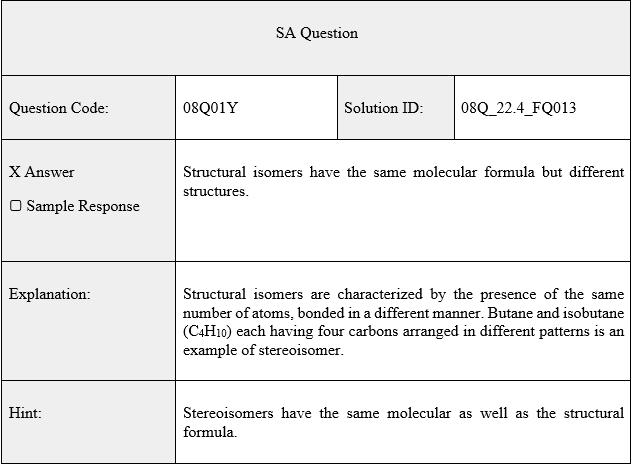 SA Question
Question Code:
08Q01Y
Solution ID:
08Q_22.4_FQ013
X Answer
☐ Sample Response
Structural isomers have the same molecular formula but different
structures.
Explanation:
Structural isomers are characterized by the presence of the same
number of atoms, bonded in a different manner. Butane and isobutane
(C₄H₁₀) each having four carbons arranged in different patterns is an
example of stereoisomer.
Hint:
Stereoisomers have the same molecular as well as the structural
formula.